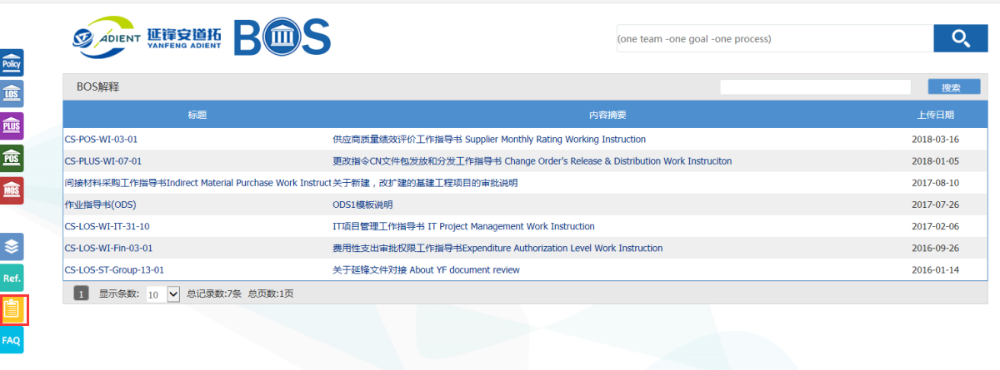 ADIENT 延锋安道拓 YANFENG ADIENT BOS
(one team -one goal -one process)
Policy
LOS
PLUS
POS
MOS
Ref.
FAQ
BOS解释 搜索
标题 内容摘要 上传日期
CS-POS-WI-03-01 供应商质量绩效评价工作指导书 Supplier Monthly Rating Working Instruction 2018-03-16
CS-PLUS-WI-07-01 更改指令CN文件包发放和分发工作指导书 Change Order's Release & Distribution Work Instruciton 2018-01-05
间接材料采购工作指导书Indirect Material Purchase Work Instruct 关于新建，改扩建的基建工程项目的审批说明 2017-08-10
作业指导书(ODS) ODS1模板说明 2017-07-26
CS-LOS-WI-IT-31-10 IT项目管理工作指导书 IT Project Management Work Instruction 2017-02-06
CS-LOS-WI-Fin-03-01 费用性支出审批权限工作指导书Expenditure Authorization Level Work Instruction 2016-09-26
CS-LOS-ST-Group-13-01 关于延锋文件对接 About YF document review 2016-01-14
1 显示条数: 10 总记录数:7条 总页数:1页